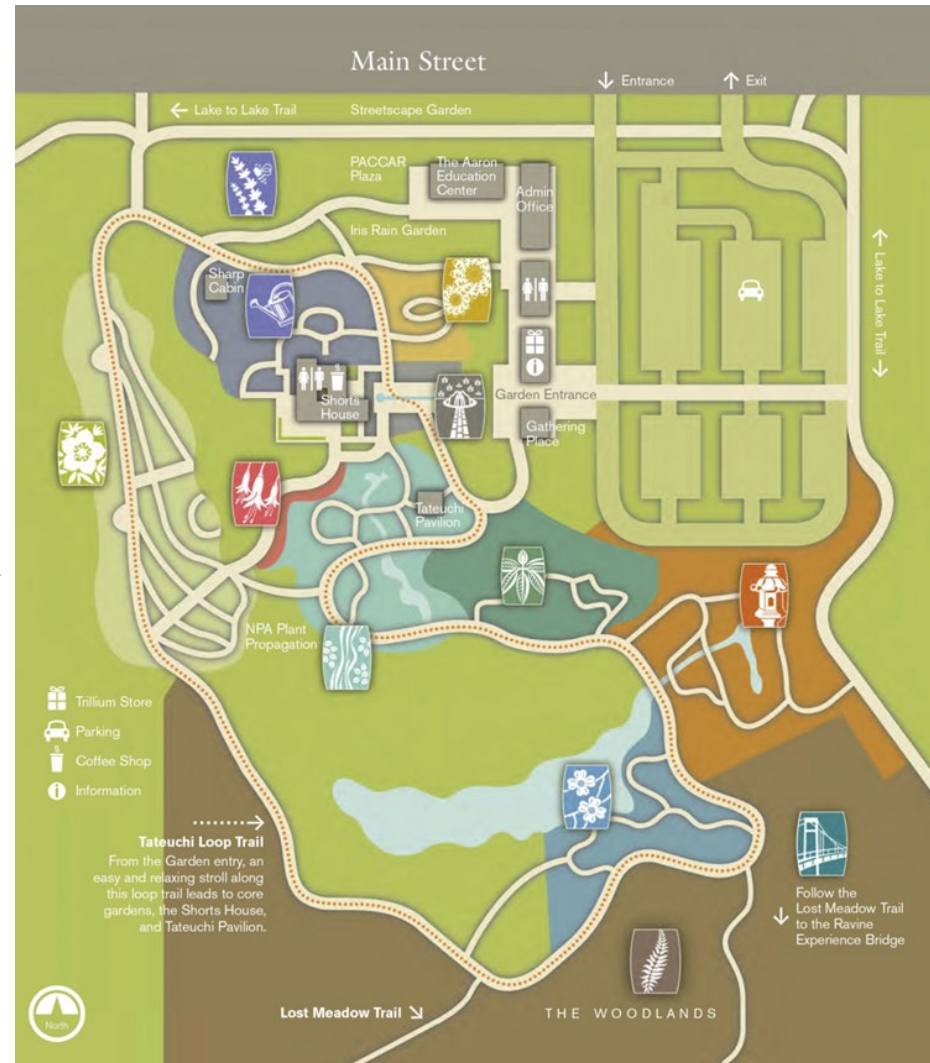 Main Street
↓ Entrance
↑ Exit
← Lake to Lake Trail
Streetscape Garden
PACCAR
Plaza
The Aaron
Education
Center
Admin
Office
Iris Rain Garden
← Lake to Lake Trail →
Sharp
Cabin
Shorts
House
Garden Entrance
Gathering
Place
Tateuchi
Pavilion
NPA Plant
Propagation
Trillium Store
Parking
Coffee Shop
Information
Tateuchi Loop Trail
From the Garden entry, an
easy and relaxing stroll along
this loop trail leads to core
gardens, the Shorts House,
and Tateuchi Pavilion.
Follow the
Lost Meadow Trail
to the Ravine
Experience Bridge
Lost Meadow Trail ↘
THE WOODLANDS
North